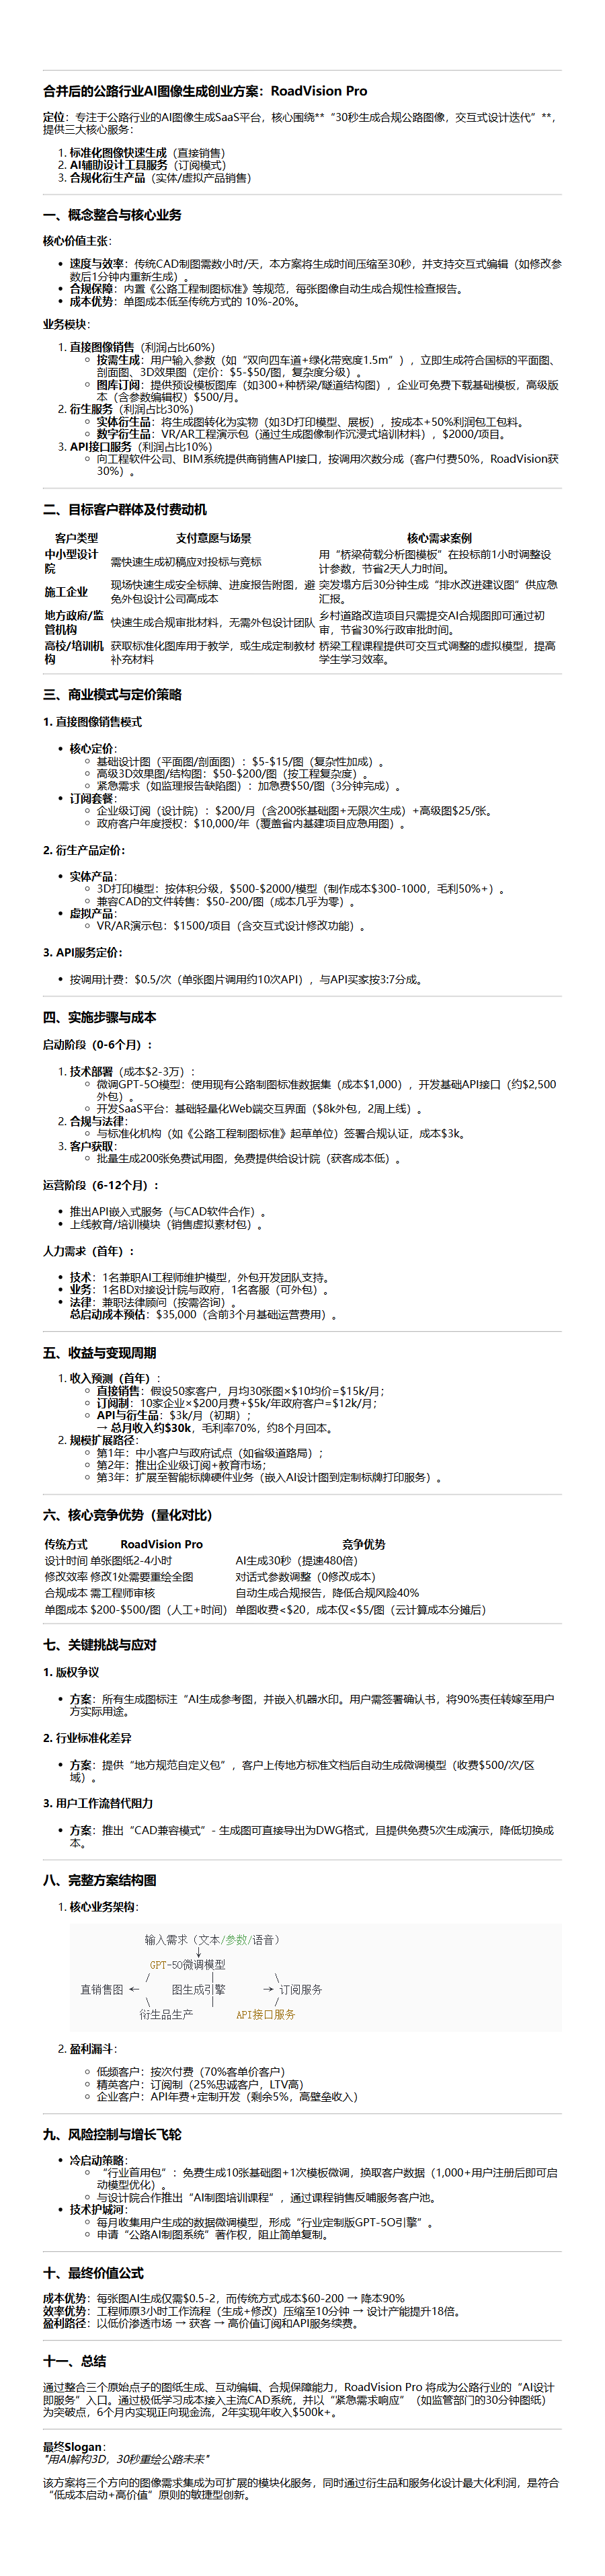 合并后的公路行业AI图像生成创业方案：RoadVision Pro
定位：专注于公路行业的AI图像生成SaaS平台，核心围绕**“30秒生成合规公路图像，交互式设计迭代”**，
提供三大核心服务：
1. 标准化图像快速生成（直接销售）
2. AI辅助设计工具服务（订阅模式）
3. 合规化衍生产品（实体/虚拟产品销售）
一、概念整合与核心业务
核心价值主张：
• 速度与效率：传统CAD制图需数小时/天，本方案将生成时间压缩至30秒，并支持交互式编辑（如修改参
数后1分钟内重新生成）。
• 合规保障：内置《公路工程制图标准》等规范，每张图像自动生成合规性检查报告。
• 成本优势：单图成本低至传统方式的 10%-20%。
业务模块：
1. 直接图像销售（利润占比60%）
○ 按需生成：用户输入参数（如“双向四车道+绿化带宽度1.5m”），立即生成符合国标的平面图、
剖面图、3D效果图（定价：$5-$50/图，复杂度分级）。
○ 图库订阅：提供预设模板图库（如300+种桥梁/隧道结构图），企业可免费下载基础模板，高级版
本（含参数编辑权）$500/月。
2. 衍生服务（利润占比30%）
○ 实体衍生品：将生成图转化为实物（如3D打印模型、展板），按成本+50%利润包工包料。
○ 数字衍生品：VR/AR工程演示包（通过生成图像制作沉浸式培训材料），$2000/项目。
3. API接口服务（利润占比10%）
○ 向工程软件公司、BIM系统提供商销售API接口，按调用次数分成（客户付费50%，RoadVision获
30%）。
二、目标客户群体及付费动机
客户类型 支付意愿与场景 核心需求案例
中小型设计院 需快速生成初稿应对投标与竞标 用“桥梁荷载分析图模板”在投标前1小时调整设计参数，节省2天人力时间。
施工企业 现场快速生成安全标牌、进度报告附图，避免外包设计公司高成本 突发塌方后30分钟生成“排水改进建议图”供应急汇报。
地方政府/监管机构 快速生成合规审批材料，无需外包设计团队 乡村道路改造项目只需提交AI合规图即可通过初审，节省30%行政审批时间。
高校/培训机构 获取标准化图库用于教学，或生成定制教材补充材料 桥梁工程课程提供可交互式调整的虚拟模型，提高学生学习效率。
三、商业模式与定价策略
1. 直接图像销售模式
• 核心定价：
○ 基础设计图（平面图/剖面图）：$5-$15/图（复杂性加成）。
○ 高级3D效果图/结构图：$50-$200/图（按工程复杂度）。
○ 紧急需求（如监理报告缺陷图）：加急费$50/图（3分钟完成）。
• 订阅套餐：
○ 企业级订阅（设计院）：$200/月（含200张基础图+无限次生成）+高级图$25/张。
○ 政府客户年度授权：$10,000/年（覆盖省内基建项目应急用图）。
2. 衍生产品定价：
• 实体产品：
○ 3D打印模型：按体积分级，$500-$2000/模型（制作成本$300-1000，毛利50%+）。
○ 兼容CAD的文件转售：$50-200/图（成本几乎为零）。
• 虚拟产品：
○ VR/AR演示包：$1500/项目（含交互式设计修改功能）。
3. API服务定价：
• 按调用计费：$0.5/次（单张图片调用约10次API），与API买家按3:7分成。
四、实施步骤与成本
启动阶段（0-6个月）：
1. 技术部署（成本$2-3万）：
○ 微调GPT-5O模型：使用现有公路制图标准数据集（成本$1,000），开发基础API接口（约$2,500
外包）。
○ 开发SaaS平台：基础轻量化Web端交互界面（$8k外包，2周上线）。
2. 合规与法律：
○ 与标准化机构（如《公路工程制图标准》起草单位）签署合规认证，成本$3k。
3. 客户获取：
○ 批量生成200张免费试用图，免费提供给设计院（获客成本低）。
运营阶段（6-12个月）：
• 推出API嵌入式服务（与CAD软件合作）。
• 上线教育/培训模块（销售虚拟素材包）。
人力需求（首年）：
• 技术：1名兼职AI工程师维护模型，外包开发团队支持。
• 业务：1名BD对接设计院与政府，1名客服（可外包）。
• 法律：兼职法律顾问（按需咨询）。
总启动成本预估：$35,000（含前3个月基础运营费用）。
五、收益与变现周期
1. 收入预测（首年）：
○ 直接销售：假设50家客户，月均30张图×$10均价=$15k/月；
○ 订阅制：10家企业×$200月费+$5k/年政府客户=$12k/月；
○ API与衍生品：$3k/月（初期）；
→ 总月收入约$30k，毛利率70%，约8个月回本。
2. 规模扩展路径：
○ 第1年：中小客户与政府试点（如省级道路局）；
○ 第2年：推出企业级订阅+教育市场；
○ 第3年：扩展至智能标牌硬件业务（嵌入AI设计图到定制标牌打印服务）。
六、核心竞争优势（量化对比）
传统方式 RoadVision Pro 竞争优势
设计时间 单张图纸2-4小时 AI生成30秒（提速480倍）
修改效率 修改1处需要重绘全图 对话式参数调整（0修改成本）
合规成本 需工程师审核 自动生成合规报告，降低合规风险40%
单图成本 $200-$500/图（人工+时间） 单图收费<$20，成本仅<$5/图（云计算成本分摊后）
七、关键挑战与应对
1. 版权争议
• 方案：所有生成图标注“AI生成参考图，并嵌入机器水印。用户需签署确认书，将90%责任转嫁至用户
方实际用途。
2. 行业标准化差异
• 方案：提供“地方规范自定义包”，客户上传地方标准文档后自动生成微调模型（收费$500/次/区
域）。
3. 用户工作流替代阻力
• 方案：推出“CAD兼容模式”- 生成图可直接导出为DWG格式，且提供免费5次生成演示，降低切换成
本。
八、完整方案结构图
1. 核心业务架构：
输入需求（文本/参数/语音）
↓
GPT-5O微调模型
/ | \
直销售图 ← 图生成引擎 → 订阅服务
\ | /
衍生品生产 API接口服务
2. 盈利漏斗：
○ 低频客户：按次付费（70%客单价客户）
○ 精英客户：订阅制（25%忠诚客户，LTV高）
○ 企业客户：API年费+定制开发（剩余5%，高壁垒收入）
九、风险控制与增长飞轮
• 冷启动策略：
○ “行业首用包”：免费生成10张基础图+1次模板微调，换取客户数据（1,000+用户注册后即可启
动模型优化）。
○ 与设计院合作推出“AI制图培训课程”，通过课程销售反哺服务客户池。
• 技术护城河：
○ 每月收集用户生成的数据微调模型，形成“行业定制版GPT-5O引擎”。
○ 申请“公路AI制图系统”著作权，阻止简单复制。
十、最终价值公式
成本优势：每张图AI生成仅需$0.5-2，而传统方式成本$60-200 → 降本90%
效率优势：工程师原3小时工作流程（生成+修改）压缩至10分钟 → 设计产能提升18倍。
盈利路径：以低价渗透市场 → 获客 → 高价值订阅和API服务续费。
十一、总结
通过整合三个原始点子的图纸生成、互动编辑、合规保障能力，RoadVision Pro 将成为公路行业的“AI设计
即服务”入口。通过极低学习成本接入主流CAD系统，并以“紧急需求响应”（如监管部门的30分钟图纸）
为突破点，6个月内实现正向现金流，2年实现年收入$500k+。
最终Slogan：
"用AI解构3D，30秒重绘公路未来"
该方案将三个方向的图像需求集成为可扩展的模块化服务，同时通过衍生品和服务化设计最大化利润，是符合
“低成本启动+高价值”原则的敏捷型创新。